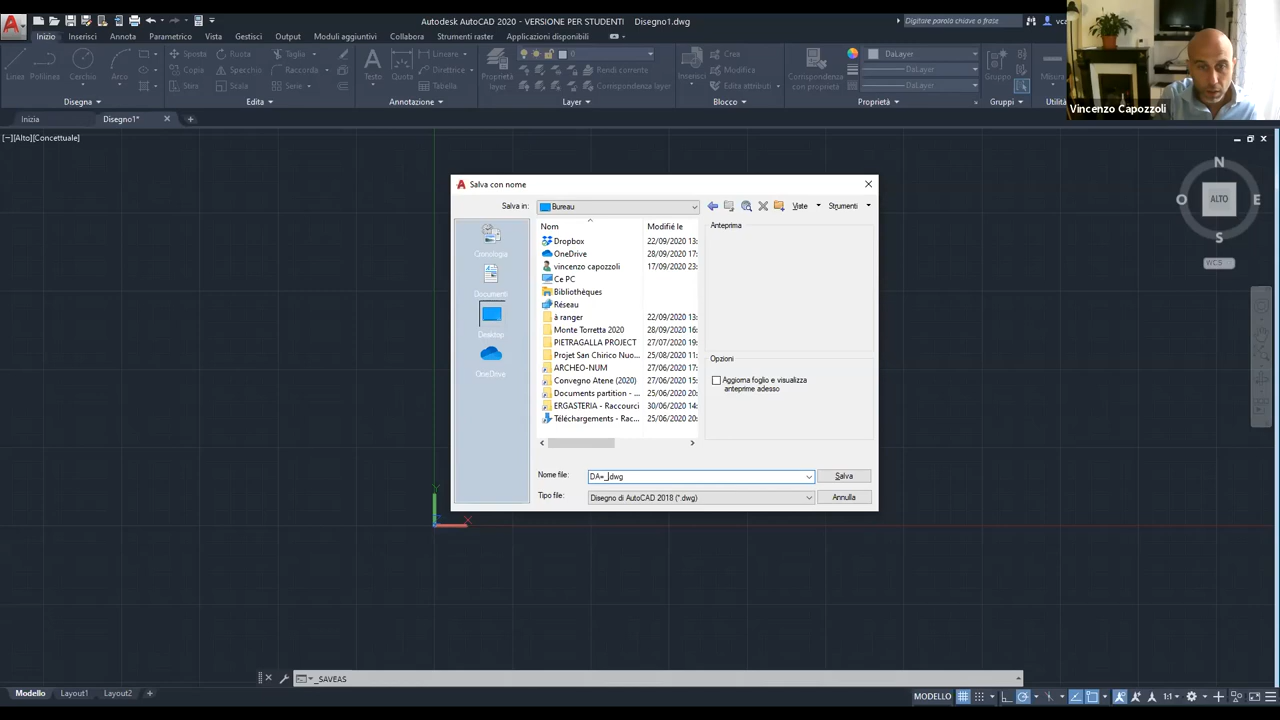 Autodesk AutoCAD 2020 - VERSIONE PER STUDENTI Disegno1.dwg
Digitare parola chiave o frase
Inizio Inserisci Annota Parametrico Vista Gestisci Output Moduli aggiuntivi Collabora Strumenti raster Applicazioni disponibili
Linea Polilinea Cerchio Arco
Sposta Ruota Taglia
Copia Specchio Raccorda
Stira Scala Serie
Testo Quota
Lineare
Direttrice
Tabella
Proprietà Layer
0
Rendi corrente
Corrispondenza layer
Inserisci
Crea
Modifica
Modifica attributi
Corrispondenza con proprietà
DaLayer
DaLayer
DaLayer
Gruppo
Misura
Disegna Edita Annotazione Layer Blocco Proprietà Gruppi Utilità
Vincenzo Capozzoli
Inizia Disegno1*
[−][Alto][Concettuale]
N
O ALTO E
S
WCS
Salva con nome
Salva in: Bureau
Viste Strumenti
Nom Modifié le
Anteprima
Cronologia
Documenti
Desktop
OneDrive
Dropbox 22/09/2020 13:
OneDrive 28/09/2020 17:
vincenzo capozzoli 17/09/2020 23:
Ce PC
Bibliothèques
Réseau
à ranger 22/09/2020 13:
Monte Torretta 2020 28/09/2020 16:
PIETRAGALLA PROJECT 27/07/2020 19:
Projet San Chirico Nuo... 25/08/2020 11:
ARCHEO-NUM 27/06/2020 17:
Convegno Atene (2020) 27/06/2020 15:
Documents partition - ... 25/06/2020 20:
ERGASTERIA - Raccourci 30/06/2020 14:
Téléchargements - Rac... 25/06/2020 20:
Opzioni
Aggiorna foglio e visualizza
anteprime adesso
Nome file: DA+_dwg Salva
Tipo file: Disegno di AutoCAD 2018 (*.dwg) Annulla
Y
X
_SAVEAS
Modello Layout1 Layout2
MODELLO 1:1